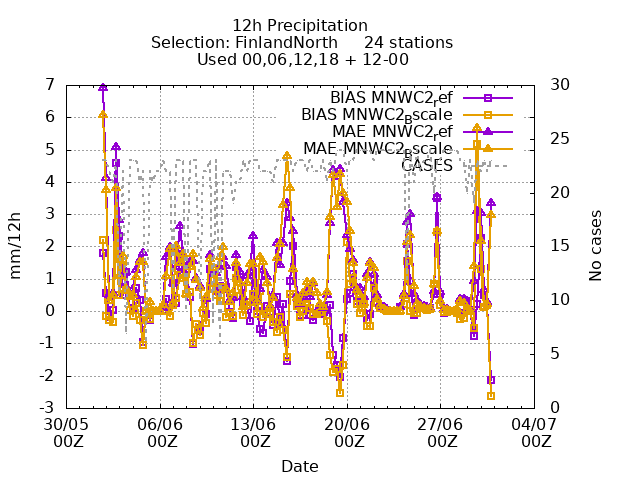 12h Precipitation
Selection: FinlandNorth 24 stations
Used 00,06,12,18 + 12-00
BIAS MNWC2_ref
BIAS MNWC2_Bscale
MAE MNWC2_ref
MAE MNWC2_Bscale
CASES
mm/12h
7
6
5
4
3
2
1
0
-1
-2
-3
No cases
30
25
20
15
10
5
0
30/05 06/06 13/06 20/06 27/06 04/07
00Z 00Z 00Z 00Z 00Z 00Z
Date